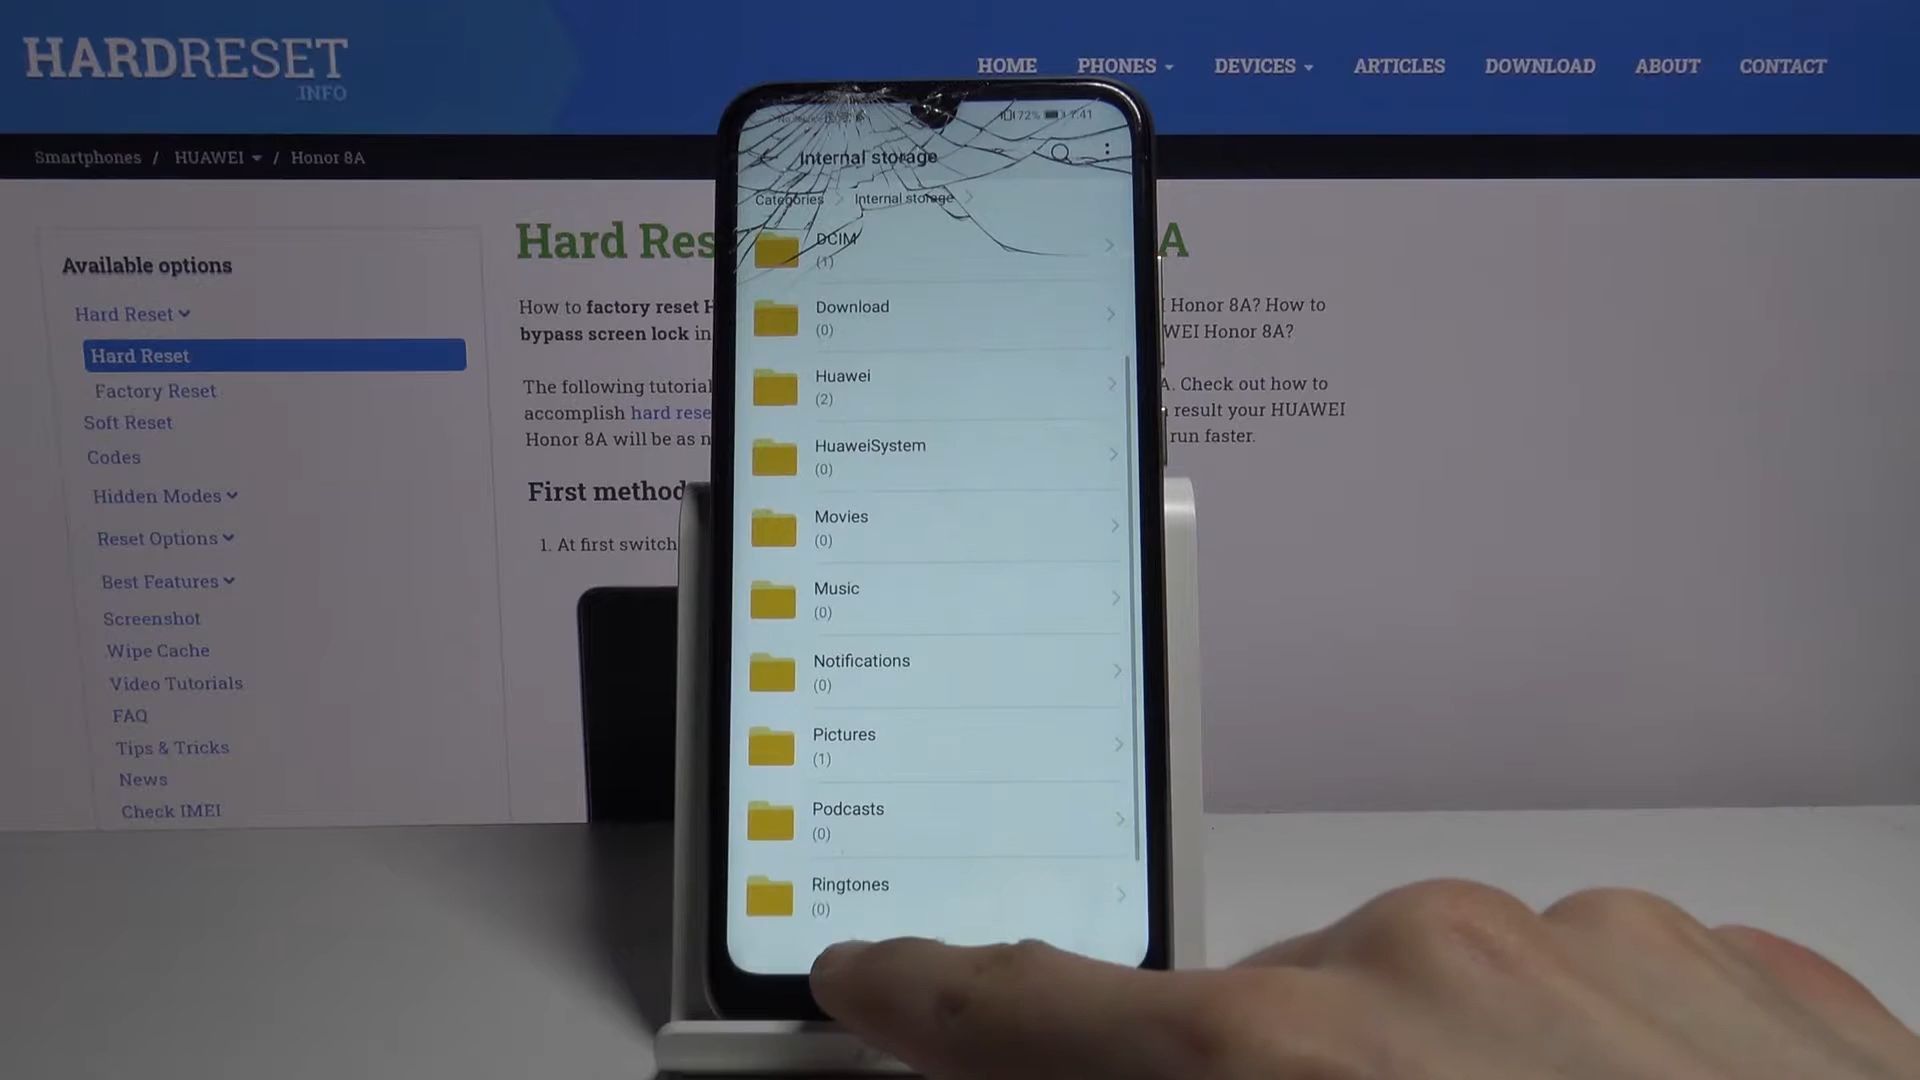 HARDRESET
.INFO
HOME PHONES DEVICES ARTICLES DOWNLOAD ABOUT CONTACT
Smartphones / HUAWEI / Honor 8A
Available options
Hard Reset
Hard Reset
Factory Reset
Soft Reset
Codes
Hidden Modes
Reset Options
Best Features
Screenshot
Wipe Cache
Video Tutorials
FAQ
Tips & Tricks
News
Check IMEI
Hard Res
A
How to factory reset H
Honor 8A? How to
bypass screen lock in
WEI Honor 8A?
The following tutorial
A. Check out how to
accomplish hard rese
result your HUAWEI
Honor 8A will be as n
run faster.
First method
1. At first switch
72% 7:41
Internal storage
Categories > Internal storage >
DCIM
(1)
Download
(0)
Huawei
(2)
HuaweiSystem
(0)
Movies
(0)
Music
(0)
Notifications
(0)
Pictures
(1)
Podcasts
(0)
Ringtones
(0)